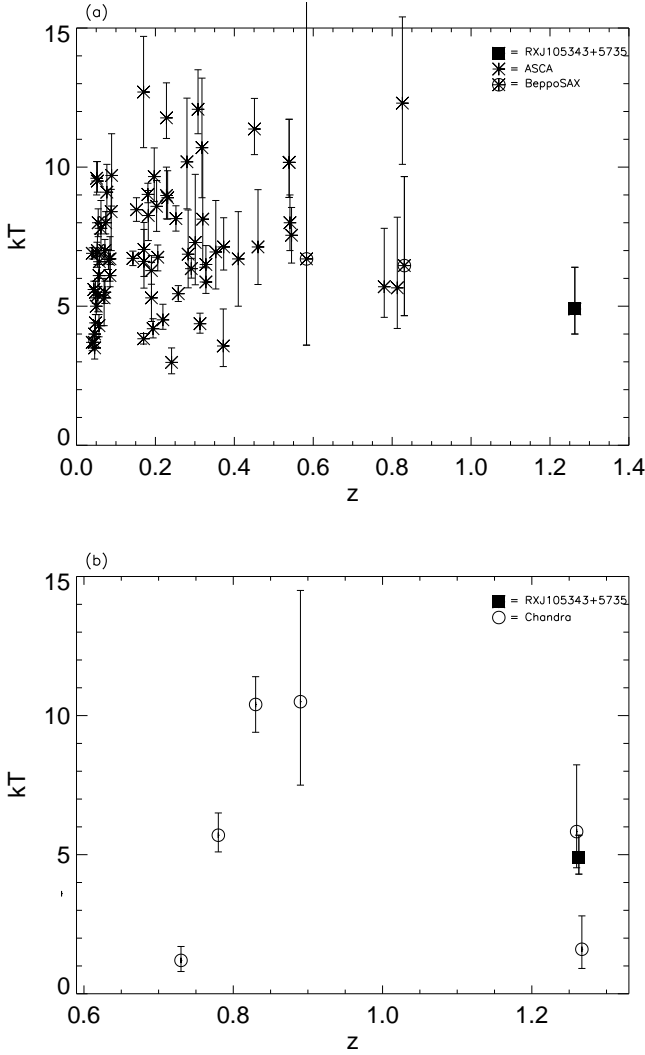 (a)
15
10
5
0
kT
■ = RXJ105343+5735
= ASCA
= BeppoSAX
0.0 0.2 0.4 0.6 0.8 1.0 1.2 1.4
z
(b)
15
10
5
0
kT
■ = RXJ105343+5735
○ = Chandra
0.6 0.8 1.0 1.2
z